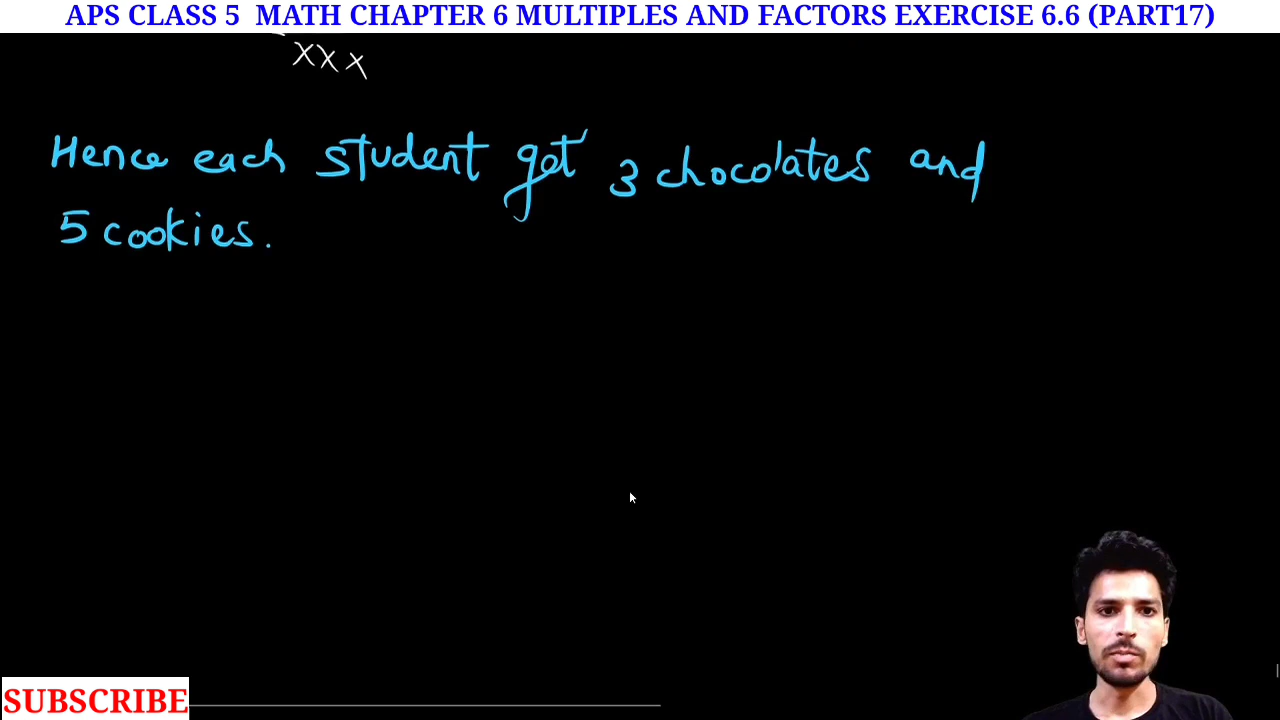 APS CLASS 5 MATH CHAPTER 6 MULTIPLES AND FACTORS EXERCISE 6.6 (PART17)
XXX
Hence each student get 3 chocolates and
5 cookies.
SUBSCRIBE